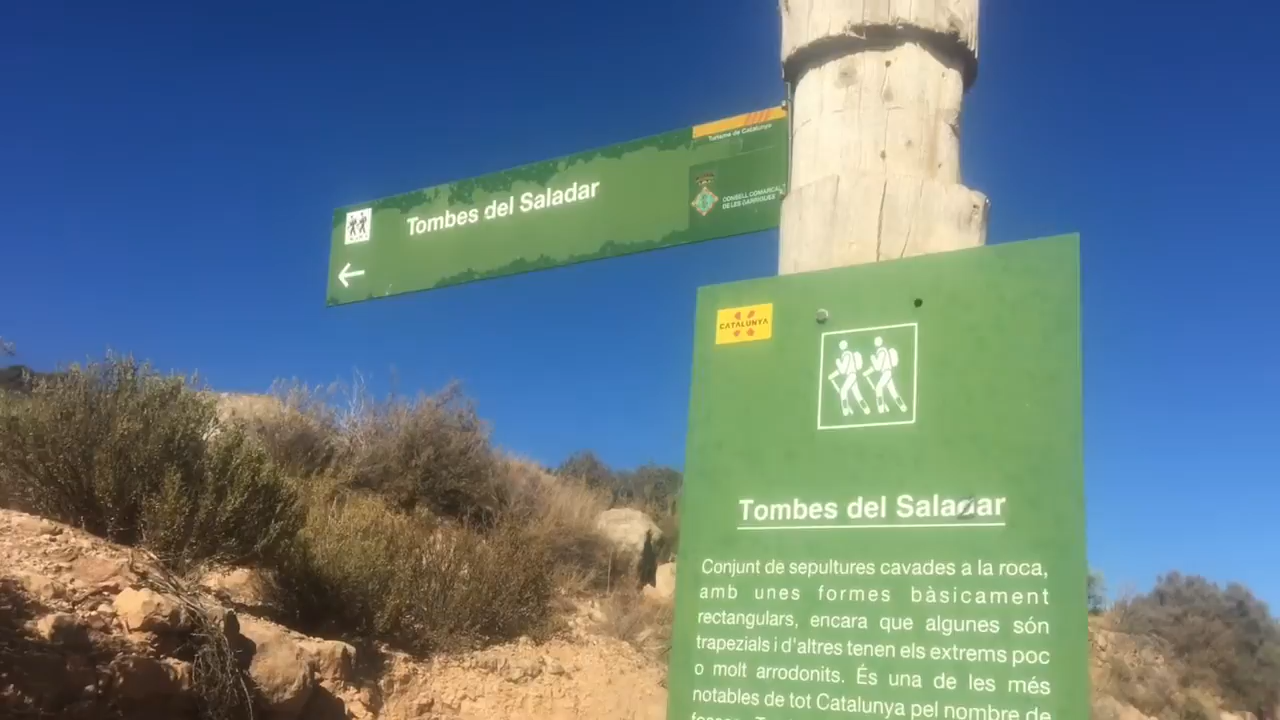 Turisme de Catalunya
Tombes del Saladar
CONSELL COMARCAL
DE LES GARRIGUES
CATALUNYA
Tombes del Saladar
Conjunt de sepultures cavades a la roca,
amb unes formes bàsicament
rectangulars, encara que algunes són
trapezials i d'altres tenen els extrems poc
o molt arrodonits. És una de les més
notables de tot Catalunya pel nombre de